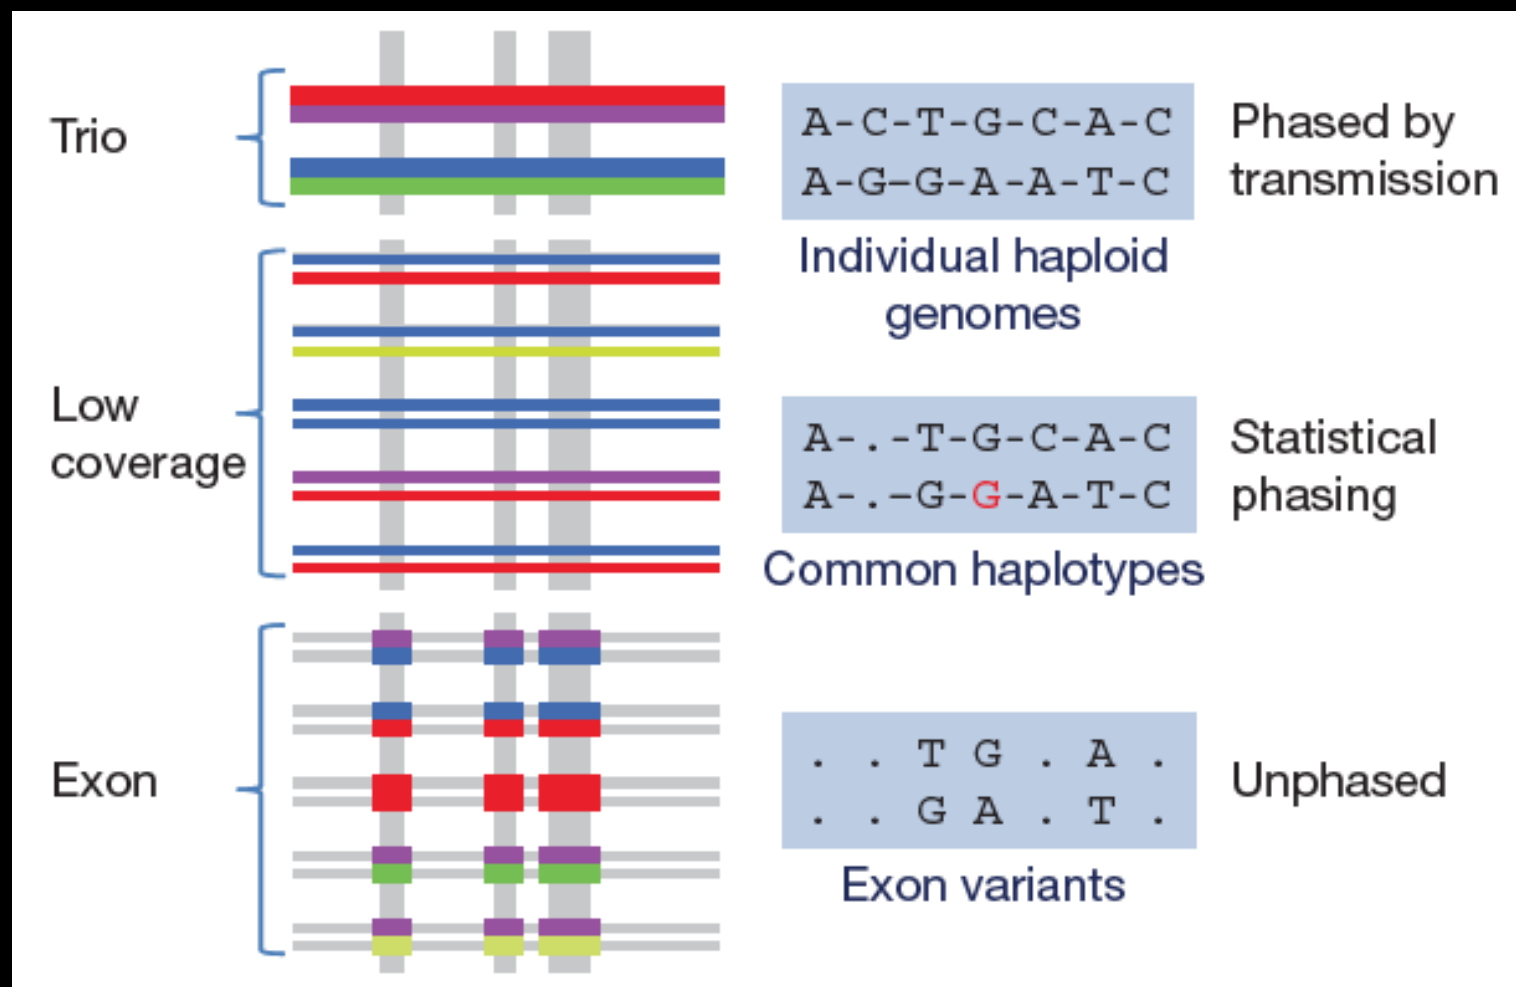 Trio
A-C-T-G-C-A-C
A-G–G-A-A-T-C
Phased by
transmission
Individual haploid
genomes
Low
coverage
A-.-T-G-C-A-C
A-.–G-G-A-T-C
Statistical
phasing
Common haplotypes
Exon
. . T G . A .
. . G A . T .
Unphased
Exon variants